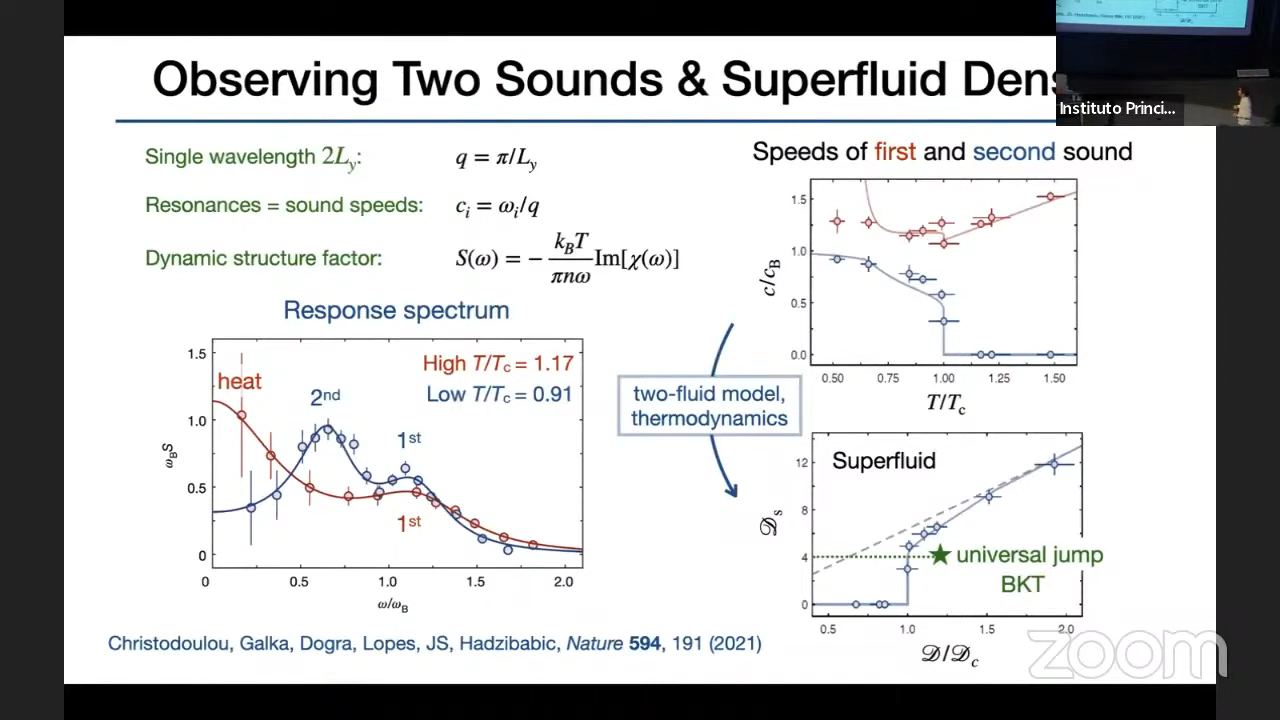 Observing Two Sounds & Superfluid Dens
Instituto Princi...
Single wavelength 2L_y: q = π/L_y
Resonances = sound speeds: c_i = ω_i/q
Dynamic structure factor: S(ω) = − k_BT/πnω Im[χ(ω)]
Response spectrum
1.5
1.0
0.5
0
ω_BS
heat
2nd
1st
1st
High T/T_c = 1.17
Low T/T_c = 0.91
0 0.5 1.0 1.5 2.0
ω/ω_B
two-fluid model,
thermodynamics
Speeds of first and second sound
1.5
1.0
0.5
0.0
c/c_B
0.50 0.75 1.00 1.25 1.50
T/T_c
Superfluid
12
8
4
0
𝒟_s
universal jump
BKT
0.5 1.0 1.5 2.0
𝒟/𝒟_c
Christodoulou, Galka, Dogra, Lopes, JS, Hadzibabic, Nature 594, 191 (2021)
zoom